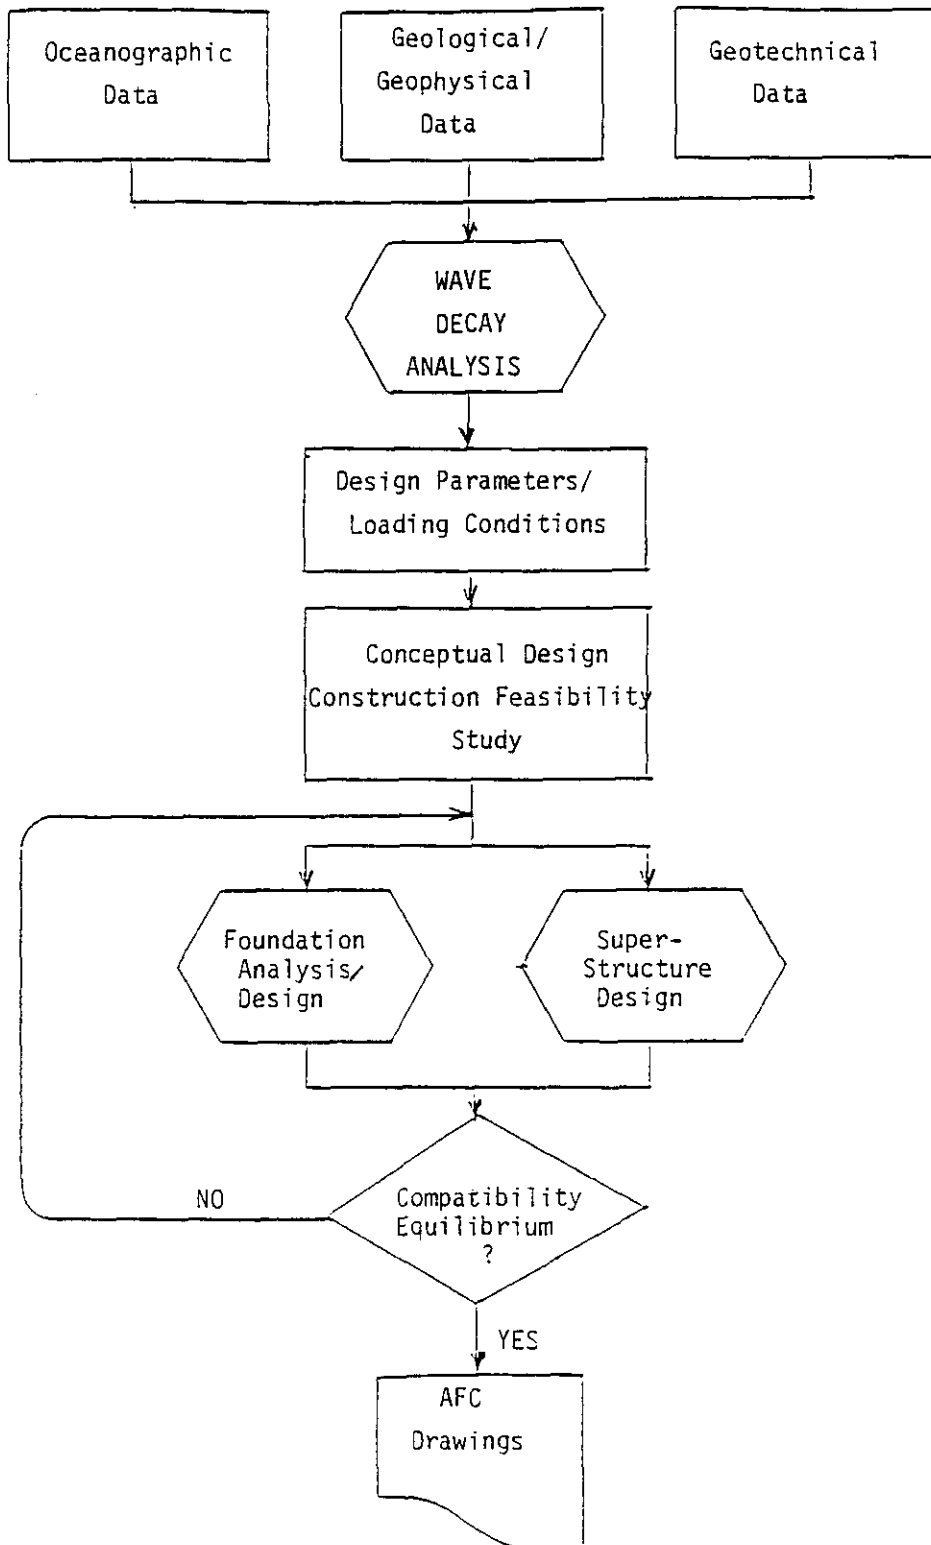 Oceanographic
Data
Geological/
Geophysical
Data
Geotechnical
Data
WAVE
DECAY
ANALYSIS
Design Parameters/
Loading Conditions
Conceptual Design
Construction Feasibility
Study
Foundation
Analysis/
Design
Super-
Structure
Design
Compatibility
Equilibrium
?
NO
YES
AFC
Drawings